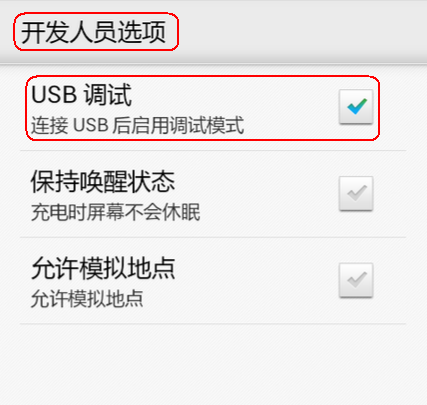 开发人员选项
USB 调试
连接 USB 后启用调试模式
保持唤醒状态
充电时屏幕不会休眠
允许模拟地点
允许模拟地点